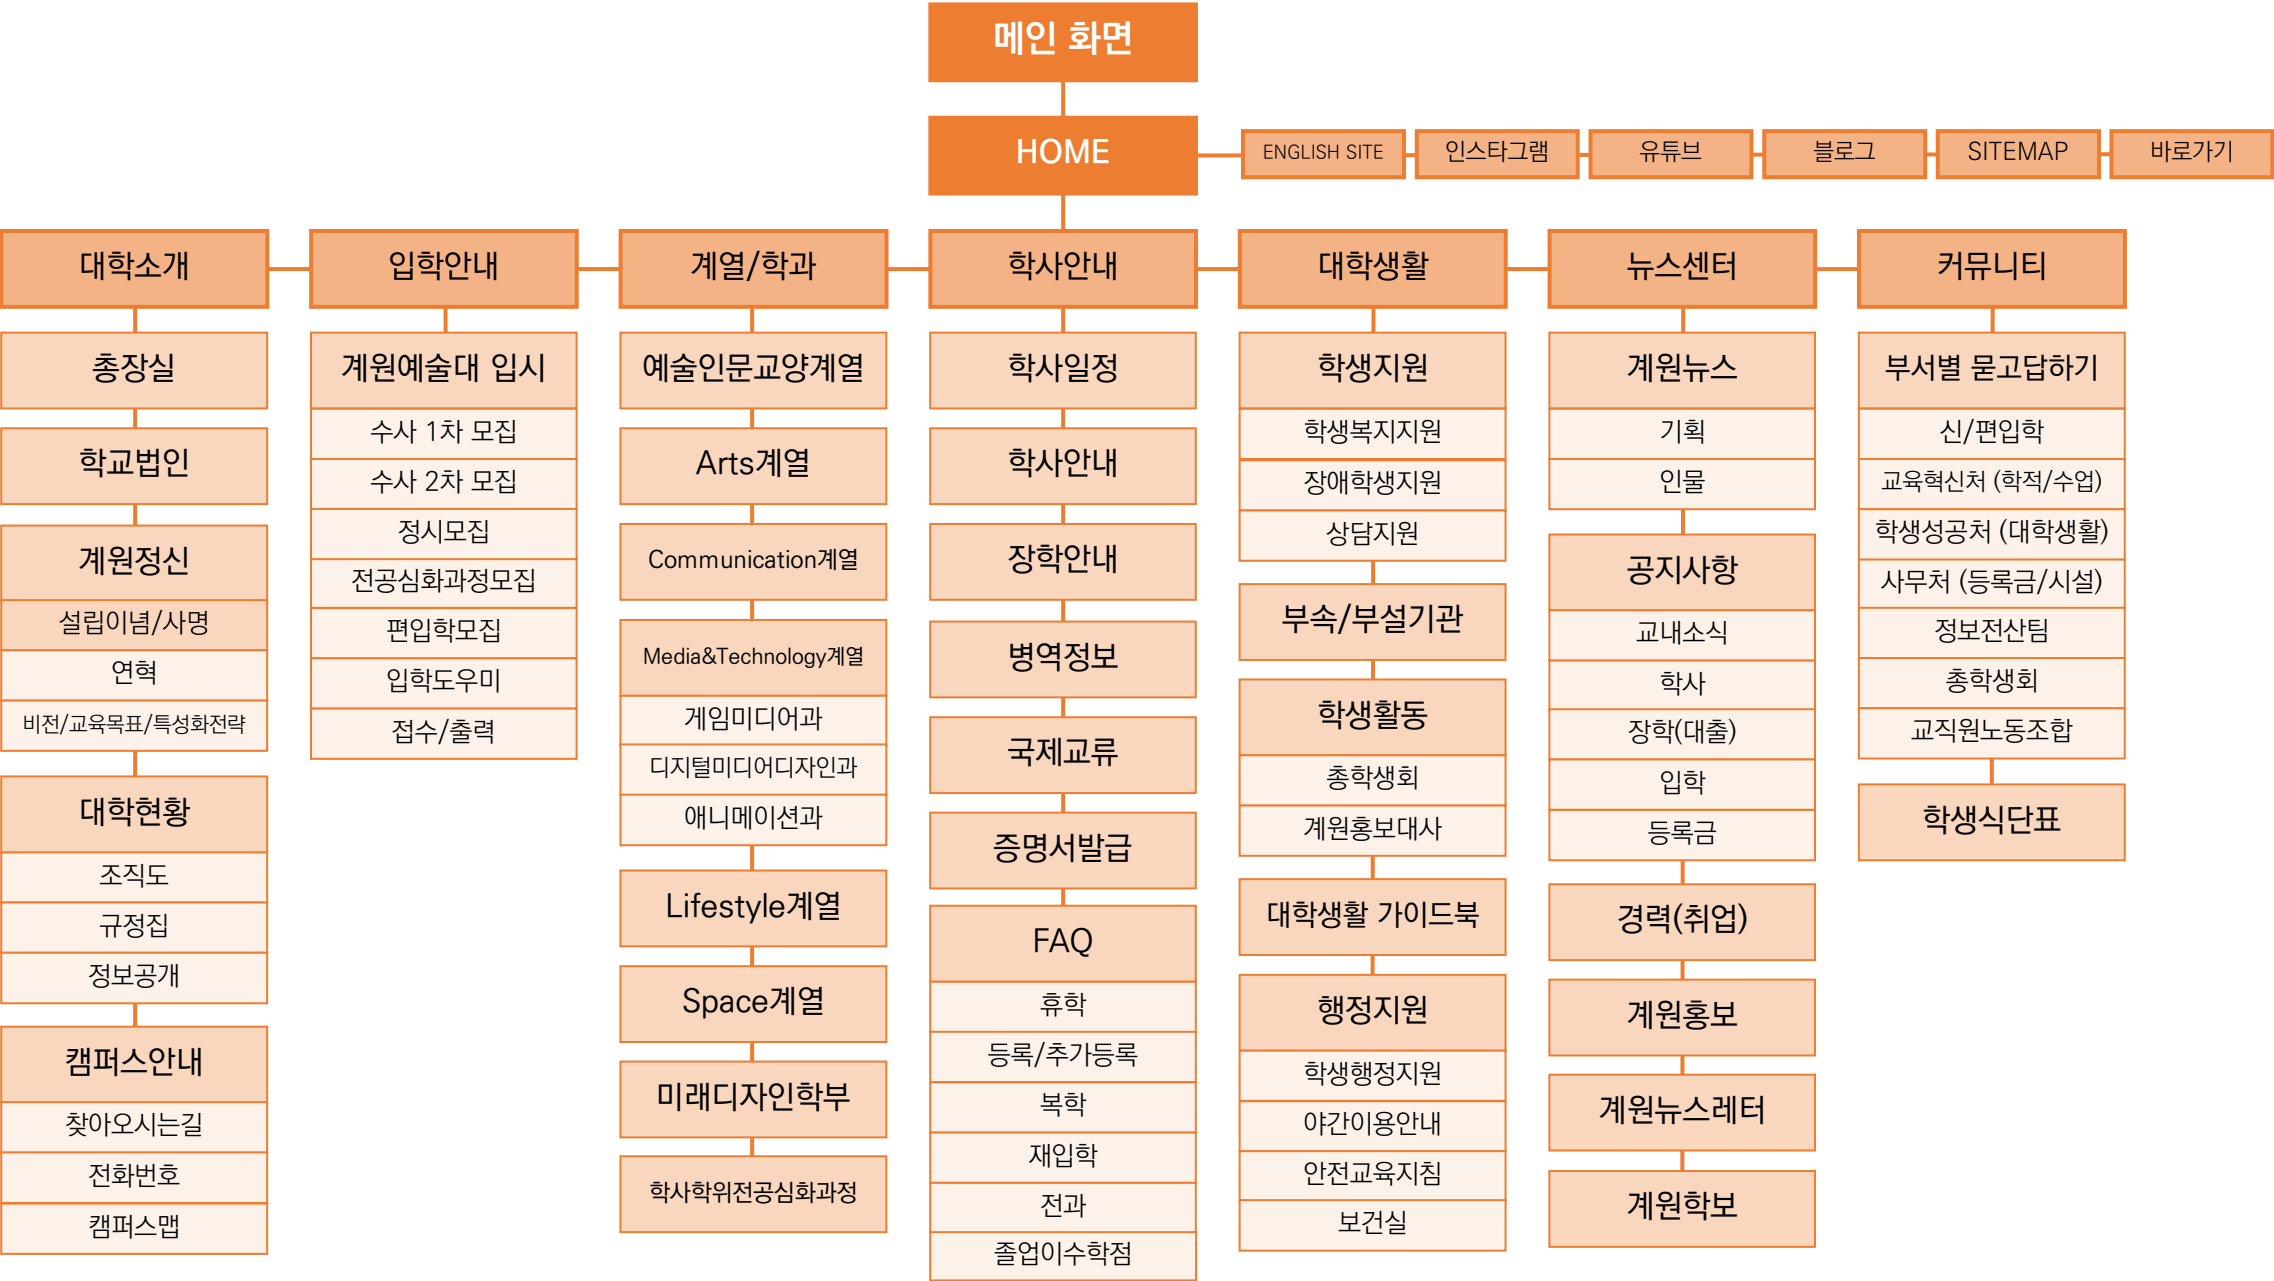 메인 화면
HOME
ENGLISH SITE
인스타그램
유튜브
블로그
SITEMAP
바로가기
대학소개
총장실
학교법인
계원정신
설립이념/사명
연혁
비전/교육목표/특성화전략
대학현황
조직도
규정집
정보공개
캠퍼스안내
찾아오시는길
전화번호
캠퍼스맵
입학안내
계원예술대 입시
수사 1차 모집
수사 2차 모집
정시모집
전공심화과정모집
편입학모집
입학도우미
접수/출력
계열/학과
예술인문교양계열
Arts계열
Communication계열
Media&Technology계열
게임미디어과
디지털미디어디자인과
애니메이션과
Lifestyle계열
Space계열
미래디자인학부
학사학위전공심화과정
학사안내
학사일정
학사안내
장학안내
병역정보
국제교류
증명서발급
FAQ
휴학
등록/추가등록
복학
재입학
전과
졸업이수학점
대학생활
학생지원
학생복지지원
장애학생지원
상담지원
부속/부설기관
학생활동
총학생회
계원홍보대사
대학생활 가이드북
행정지원
학생행정지원
야간이용안내
안전교육지침
보건실
뉴스센터
계원뉴스
기획
인물
공지사항
교내소식
학사
장학(대출)
입학
등록금
경력(취업)
계원홍보
계원뉴스레터
계원학보
커뮤니티
부서별 묻고답하기
신/편입학
교육혁신처 (학적/수업)
학생성공처 (대학생활)
사무처 (등록금/시설)
정보전산팀
총학생회
교직원노동조합
학생식단표